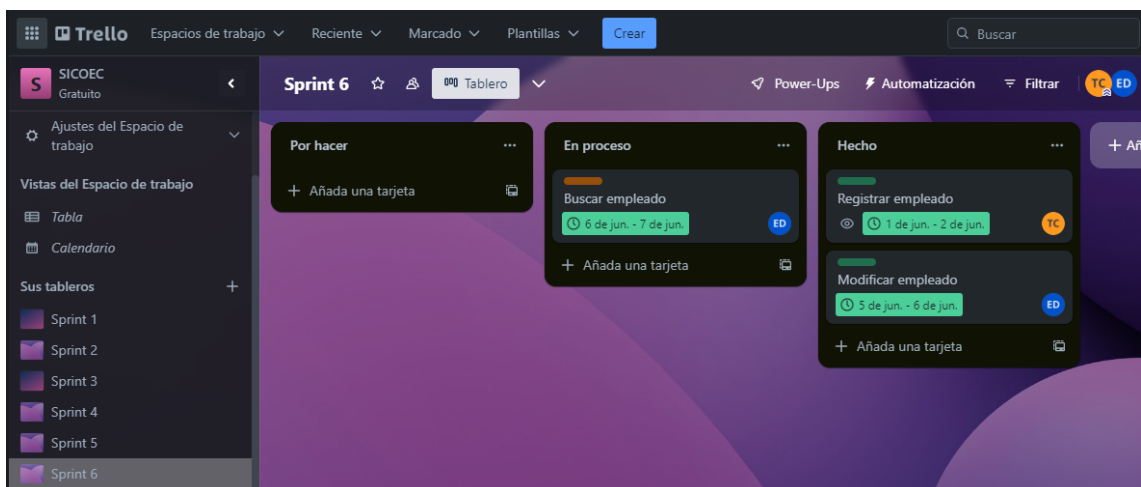 Trello Espacios de trabajo Reciente Marcado Plantillas Crear Buscar
S SICOEC
Gratuito
Sprint 6 Tablero Power-Ups Automatización Filtrar TC ED
Ajustes del Espacio de
trabajo
Vistas del Espacio de trabajo
Tabla
Calendario
Sus tableros +
Sprint 1
Sprint 2
Sprint 3
Sprint 4
Sprint 5
Sprint 6
Por hacer ...
+ Añada una tarjeta
En proceso ...
Buscar empleado
6 de jun. - 7 de jun. ED
+ Añada una tarjeta
Hecho ...
Registrar empleado
1 de jun. - 2 de jun. TC
Modificar empleado
5 de jun. - 6 de jun. ED
+ Añada una tarjeta